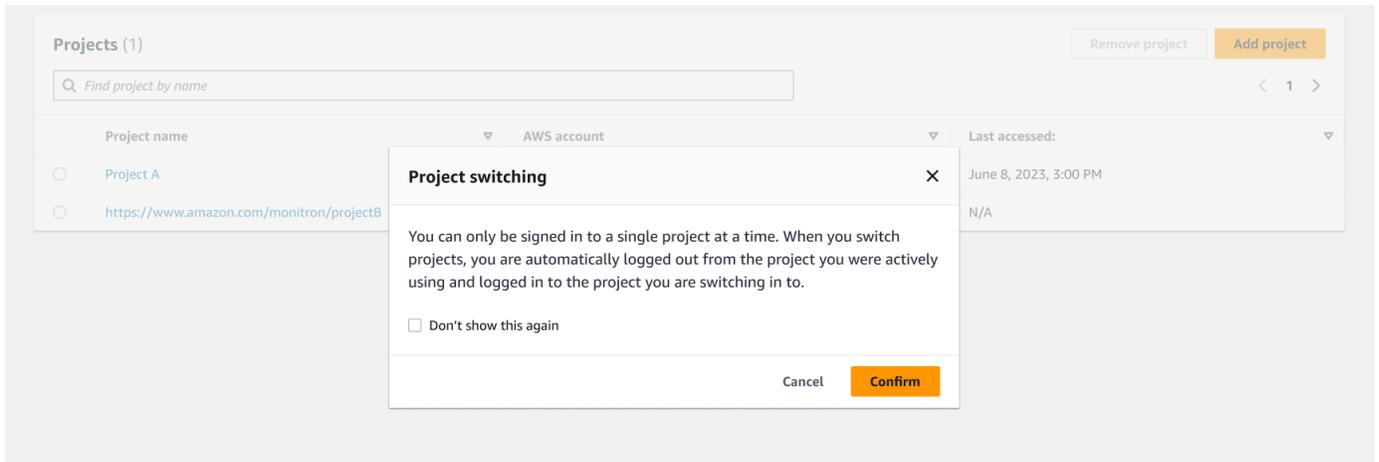 Projects (1)
Remove project
Add project
Find project by name
1
Project name
AWS account
Last accessed:
Project A
June 8, 2023, 3:00 PM
https://www.amazon.com/monitron/projectB
N/A
Project switching
You can only be signed in to a single project at a time. When you switch
projects, you are automatically logged out from the project you were actively
using and logged in to the project you are switching in to.
Don't show this again
Cancel
Confirm